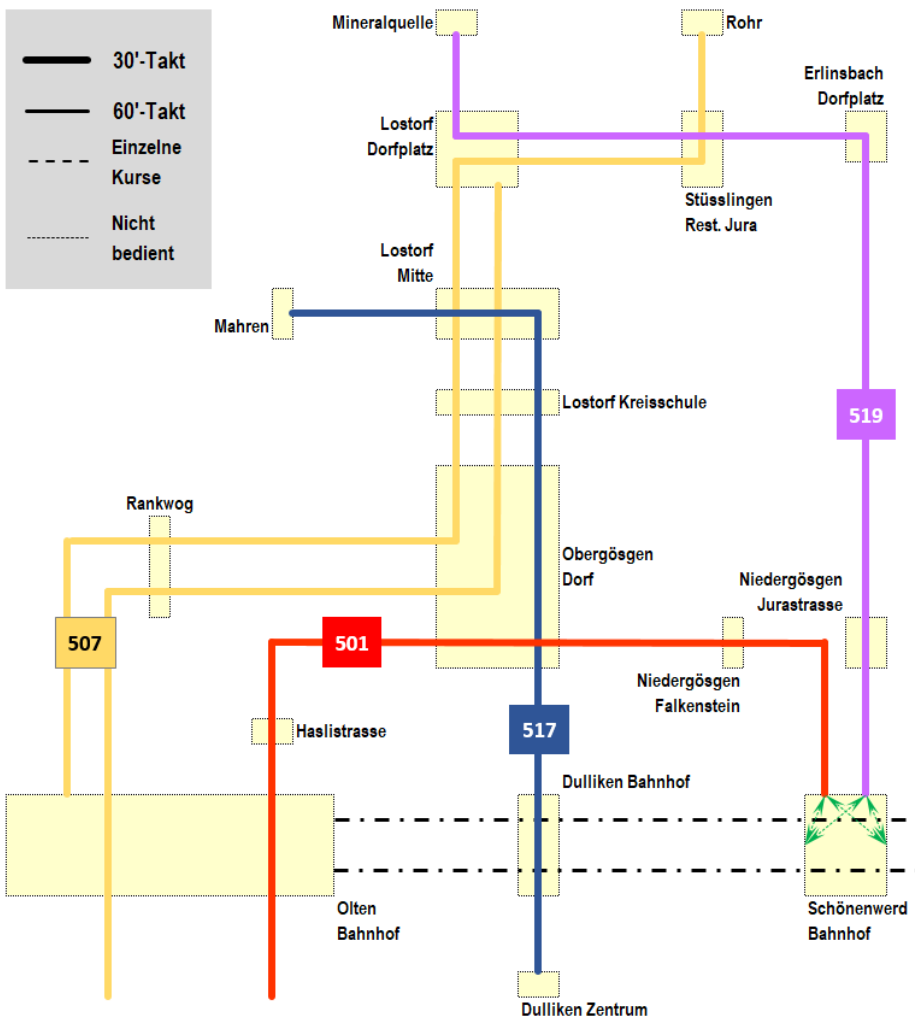 Mineralquelle
Rohr
30'-Takt
60'-Takt
Einzelne
Kurse
Nicht
bedient
Erlinsbach
Dorfplatz
Lostorf
Dorfplatz
Stüsslingen
Rest. Jura
Lostorf
Mitte
Mahren
Lostorf Kreisschule
519
Rankwog
Obergösgen
Dorf
Niedergösgen
Jurastrasse
507
501
Niedergösgen
Falkenstein
Haslistrasse
517
Dulliken Bahnhof
Olten
Bahnhof
Schönenwerd
Bahnhof
Dulliken Zentrum